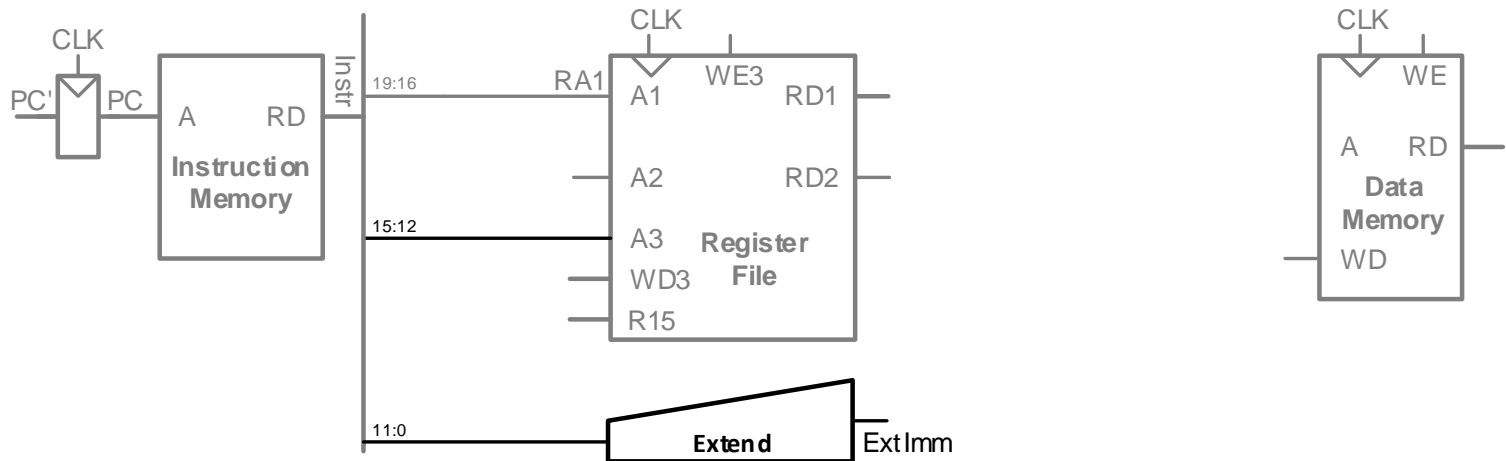 CLK
PC'
PC
A
RD
Instruction
Memory
Instr
19:16
RA1
CLK
A1
WE3
RD1
A2
RD2
15:12
A3
Register
File
WD3
R15
11:0
Extend
ExtImm
CLK
WE
A
RD
Data
Memory
WD